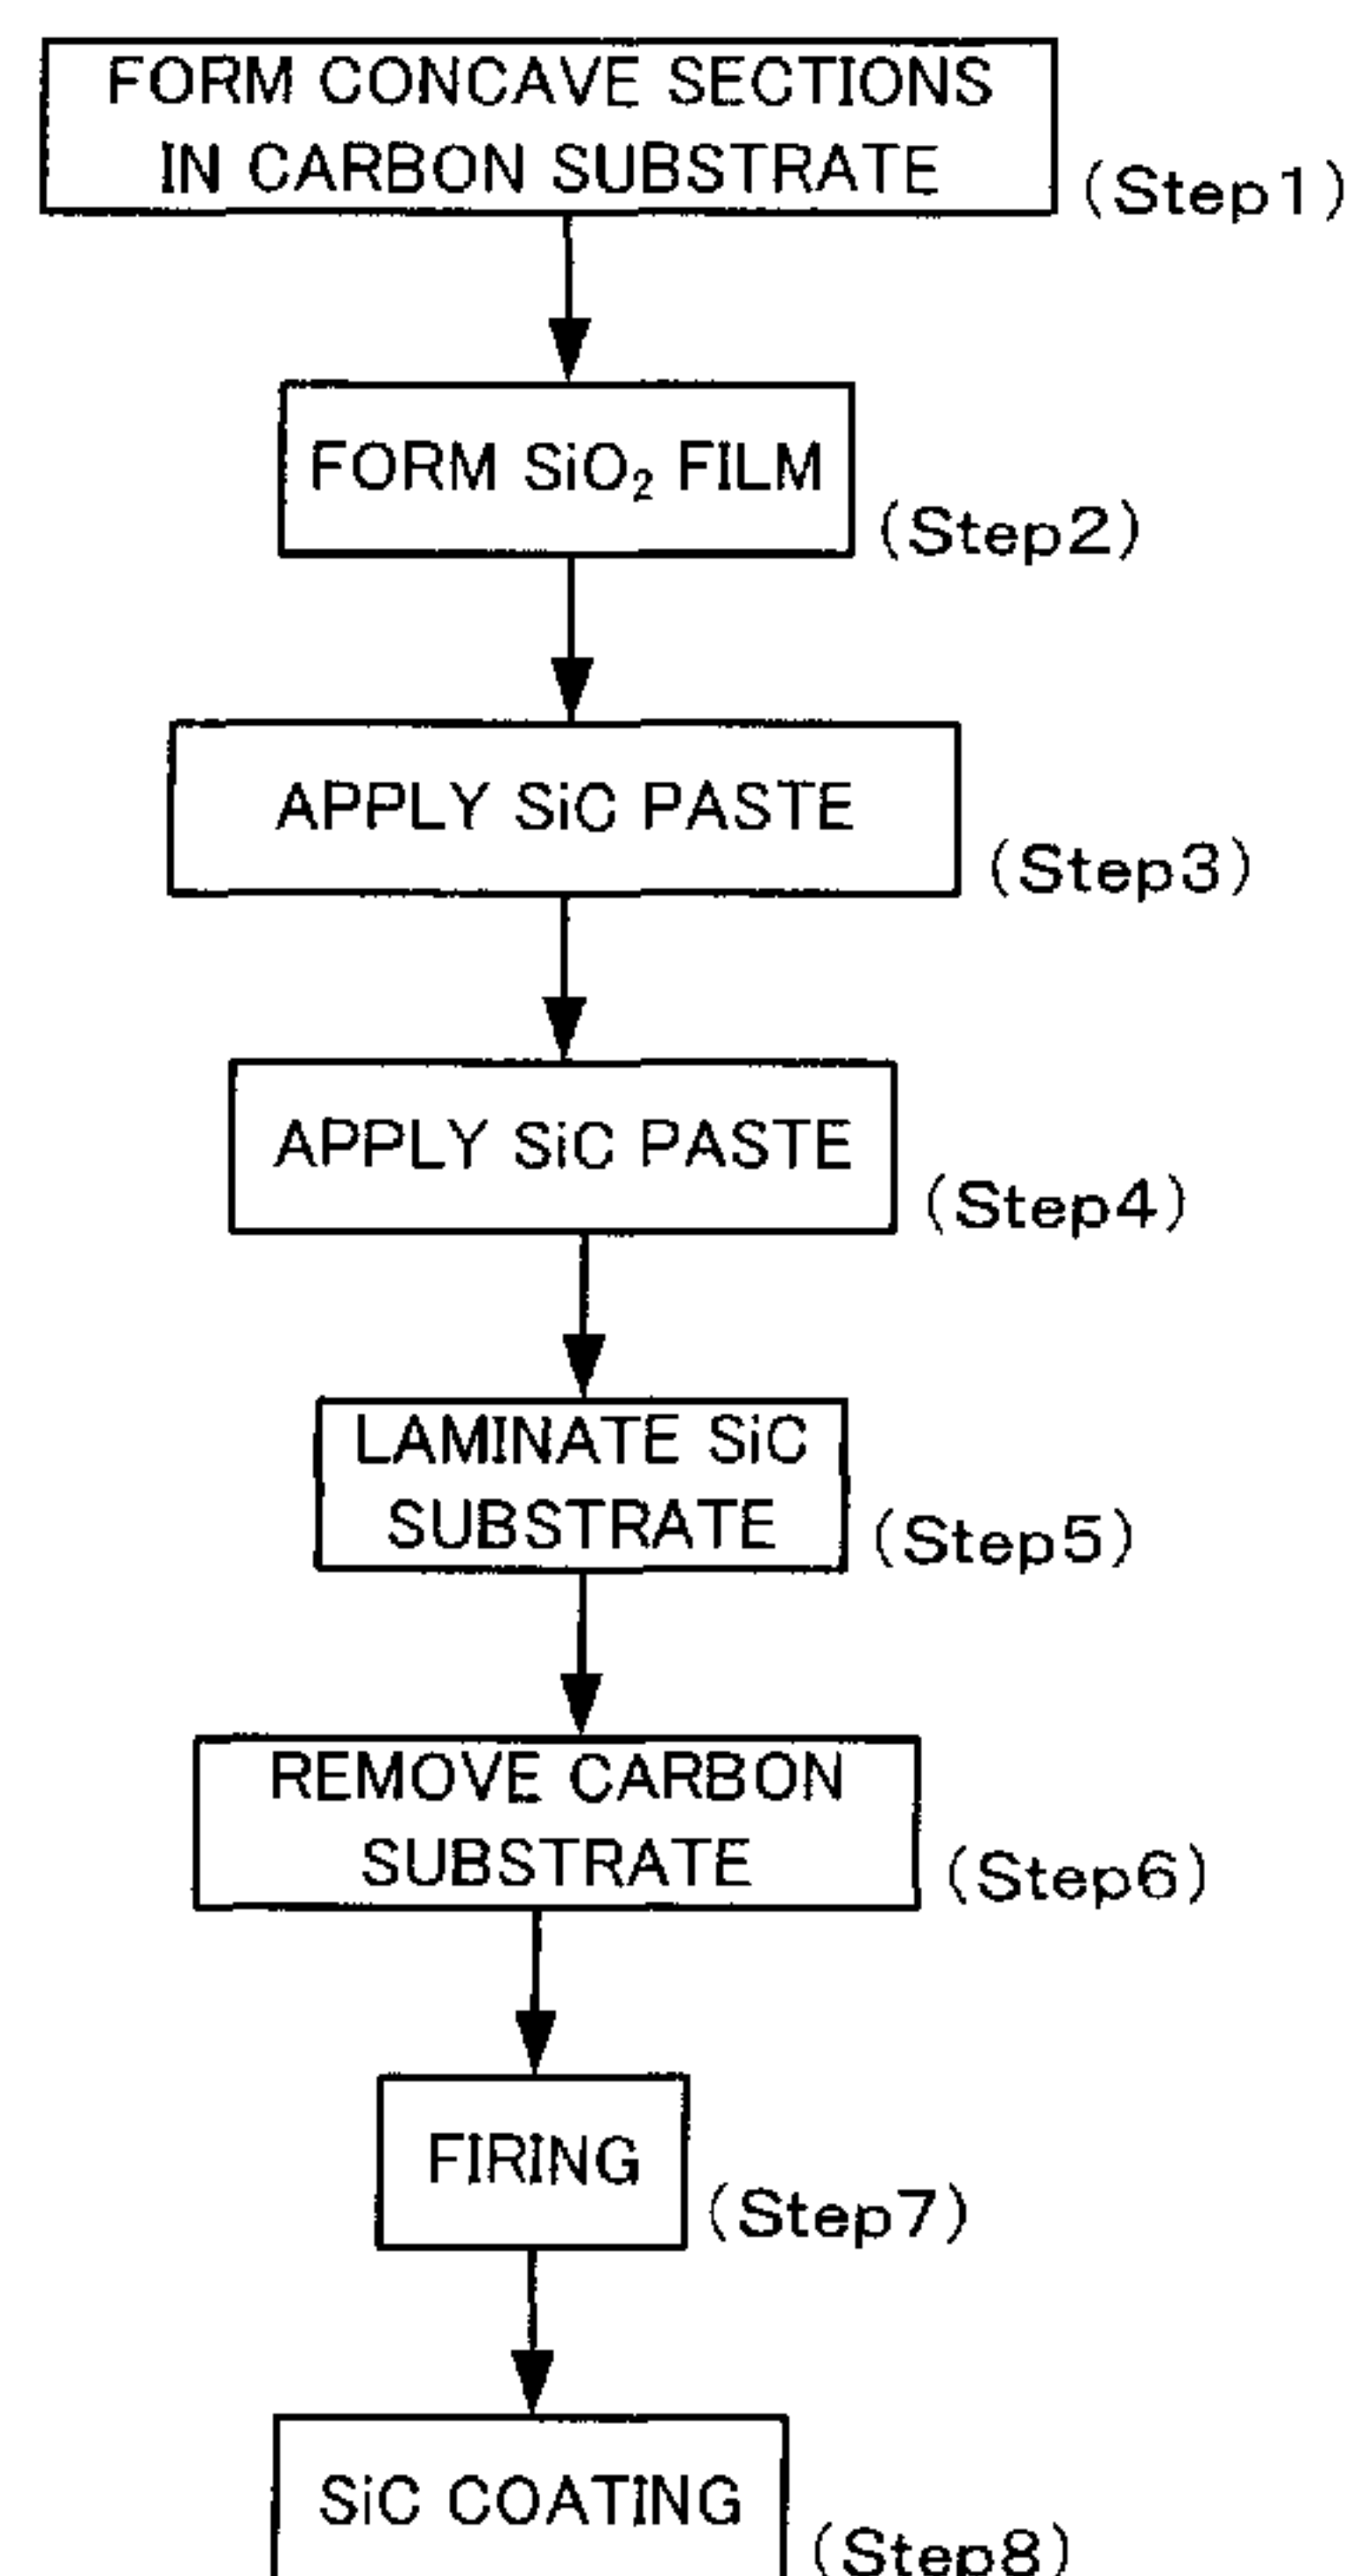 FORM CONCAVE SECTIONS
IN CARBON SUBSTRATE
(Step1)
FORM SiO₂ FILM
(Step2)
APPLY SiC PASTE
(Step3)
APPLY SiC PASTE
(Step4)
LAMINATE SiC
SUBSTRATE
(Step5)
REMOVE CARBON
SUBSTRATE
(Step6)
FIRING
(Step7)
SiC COATING
(Step8)